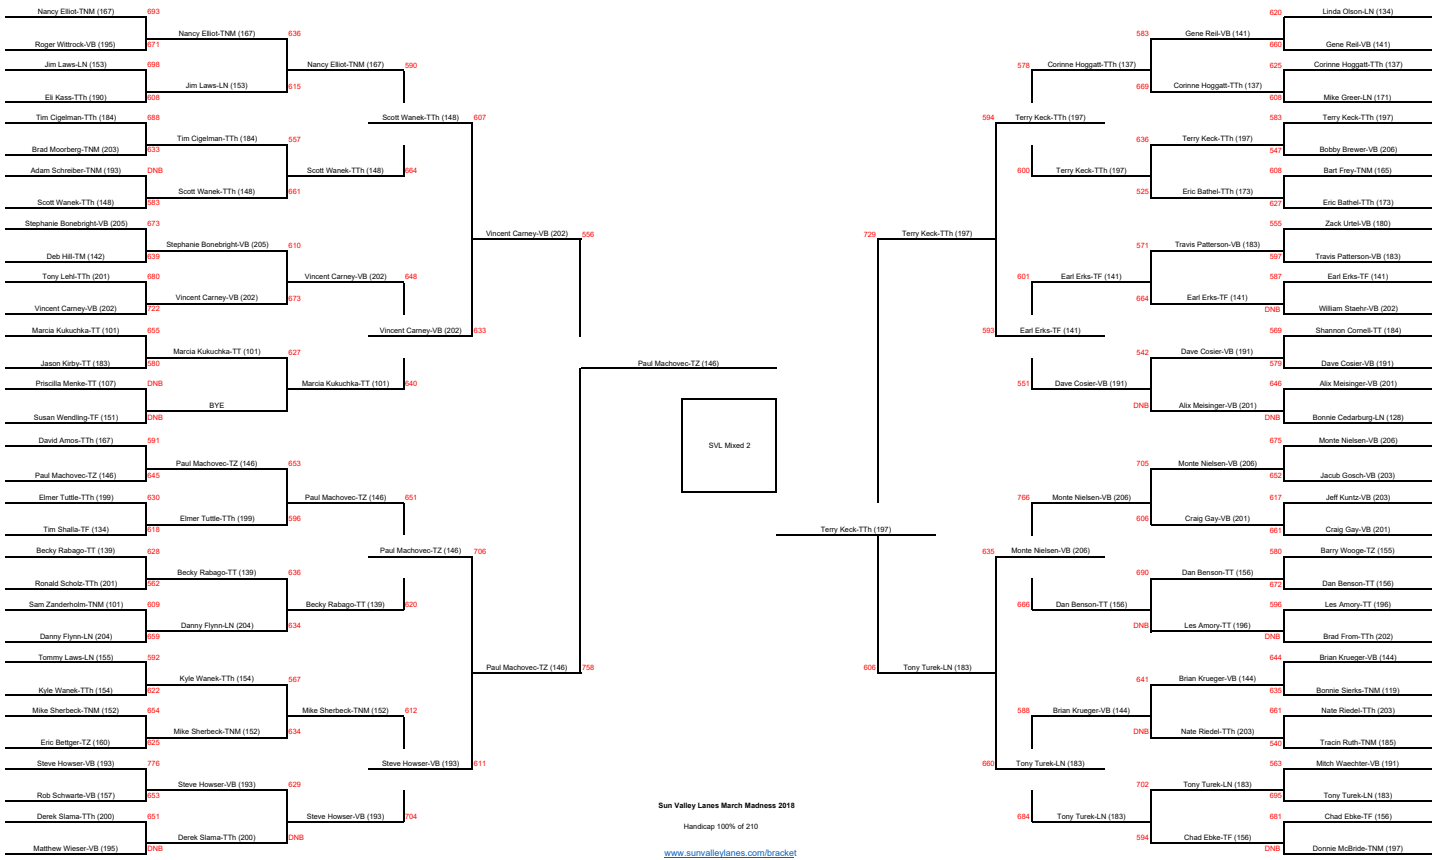 Nancy Elliot-TNM (167) 693
Roger Wittrock-VB (195) 671
Jim Laws-LN (153) 698
Eli Kass-TTh (190) 608
Tim Cigelman-TTh (184) 688
Brad Moorberg-TNM (203) 633
Adam Schreiber-TNM (193) DNB
Scott Wanek-TTh (148) 583
Stephanie Bonebright-VB (205) 673
Deb Hill-TM (142) 639
Tony Lehl-TTh (201) 680
Vincent Carney-VB (202) 722
Marcia Kukuchka-TT (101) 655
Jason Kirby-TT (183) 580
Priscilla Menke-TT (107) DNB
Susan Wendling-TF (151) DNB
David Amos-TTh (167) 591
Paul Machovec-TZ (146) 645
Elmer Tuttle-TTh (199) 630
Tim Shalla-TF (134) 618
Becky Rabago-TT (139) 628
Ronald Scholz-TTh (201) 562
Sam Zanderholm-TNM (101) 609
Danny Flynn-LN (204) 659
Tommy Laws-LN (155) 592
Kyle Wanek-TTh (154) 622
Mike Sherbeck-TNM (152) 654
Eric Bettger-TZ (160) 625
Steve Howser-VB (193) 776
Rob Schwarte-VB (157) 653
Derek Slama-TTh (200) 651
Matthew Wieser-VB (195) DNB
Nancy Elliot-TNM (167) 636
Jim Laws-LN (153) 615
Tim Cigelman-TTh (184) 557
Scott Wanek-TTh (148) 661
Stephanie Bonebright-VB (205) 610
Vincent Carney-VB (202) 673
Marcia Kukuchka-TT (101) 627
BYE
Paul Machovec-TZ (146) 653
Elmer Tuttle-TTh (199) 596
Becky Rabago-TT (139) 636
Danny Flynn-LN (204) 634
Kyle Wanek-TTh (154) 567
Mike Sherbeck-TNM (152) 634
Steve Howser-VB (193) 629
Derek Slama-TTh (200) DNB
Nancy Elliot-TNM (167) 590
Scott Wanek-TTh (148) 664
Vincent Carney-VB (202) 648
Marcia Kukuchka-TT (101) 640
Paul Machovec-TZ (146) 651
Becky Rabago-TT (139) 620
Mike Sherbeck-TNM (152) 612
Steve Howser-VB (193) 704
Scott Wanek-TTh (148) 607
Vincent Carney-VB (202) 633
Paul Machovec-TZ (146) 706
Steve Howser-VB (193) 611
Vincent Carney-VB (202) 556
Paul Machovec-TZ (146) 758
Paul Machovec-TZ (146)
SVL Mixed 2
Terry Keck-TTh (197)
Sun Valley Lanes March Madness 2018
Handicap 100% of 210
www.sunvalleylanes.com/bracket
729 Terry Keck-TTh (197)
606 Tony Turek-LN (183)
594 Terry Keck-TTh (197)
593 Earl Erks-TF (141)
635 Monte Nielsen-VB (206)
660 Tony Turek-LN (183)
578 Corinne Hoggatt-TTh (137)
600 Terry Keck-TTh (197)
601 Earl Erks-TF (141)
551 Dave Cosier-VB (191)
766 Monte Nielsen-VB (206)
666 Dan Benson-TT (156)
588 Brian Krueger-VB (144)
684 Tony Turek-LN (183)
583 Gene Reil-VB (141)
669 Corinne Hoggatt-TTh (137)
636 Terry Keck-TTh (197)
525 Eric Bathel-TTh (173)
571 Travis Patterson-VB (183)
664 Earl Erks-TF (141)
542 Dave Cosier-VB (191)
DNB Alix Meisinger-VB (201)
705 Monte Nielsen-VB (206)
606 Craig Gay-VB (201)
690 Dan Benson-TT (156)
DNB Les Amory-TT (196)
641 Brian Krueger-VB (144)
DNB Nate Riedel-TTh (203)
702 Tony Turek-LN (183)
594 Chad Ebke-TF (156)
620 Linda Olson-LN (134)
660 Gene Reil-VB (141)
625 Corinne Hoggatt-TTh (137)
608 Mike Greer-LN (171)
583 Terry Keck-TTh (197)
547 Bobby Brewer-VB (206)
608 Bart Frey-TNM (165)
627 Eric Bathel-TTh (173)
555 Zack Urtel-VB (180)
597 Travis Patterson-VB (183)
587 Earl Erks-TF (141)
DNB William Staehr-VB (202)
569 Shannon Cornell-TT (184)
579 Dave Cosier-VB (191)
646 Alix Meisinger-VB (201)
DNB Bonnie Cedarburg-LN (128)
675 Monte Nielsen-VB (206)
652 Jacub Gosch-VB (203)
617 Jeff Kuntz-VB (203)
661 Craig Gay-VB (201)
580 Barry Wooge-TZ (155)
672 Dan Benson-TT (156)
596 Les Amory-TT (196)
DNB Brad From-TTh (202)
644 Brian Krueger-VB (144)
635 Bonnie Sierks-TNM (119)
661 Nate Riedel-TTh (203)
540 Tracin Ruth-TNM (185)
563 Mitch Waechter-VB (191)
695 Tony Turek-LN (183)
681 Chad Ebke-TF (156)
DNB Donnie McBride-TNM (197)